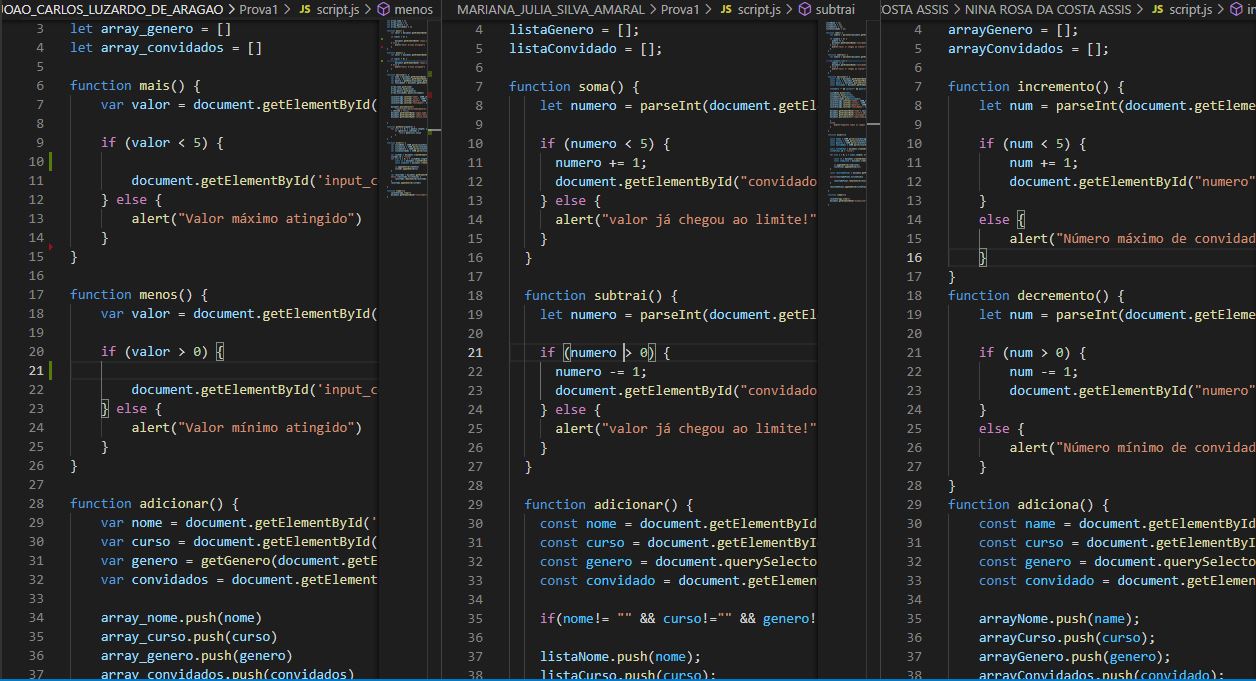 JOAO_CARLOS_LUZARDO_DE_ARAGAO > Prova1 > JS script.js > menos
3 let array_genero = []
4 let array_convidados = []
5
6 function mais() {
7 var valor = document.getElementById(
8
9 if (valor < 5) {
10
11 document.getElementById('input_c
12 } else {
13 alert("Valor máximo atingido")
14 }
15 }
16
17 function menos() {
18 var valor = document.getElementById(
19
20 if (valor > 0) {
21
22 document.getElementById('input_c
23 } else {
24 alert("Valor mínimo atingido")
25 }
26 }
27
28 function adicionar() {
29 var nome = document.getElementById('
30 var curso = document.getElementById(
31 var genero = getGenero(document.getE
32 var convidados = document.getElement
33
34 array_nome.push(nome)
35 array_curso.push(curso)
36 array_genero.push(genero)
37 array_convidados.push(convidados)
MARIANA_JULIA_SILVA_AMARAL > Prova1 > JS script.js > subtrai
4 listaGenero = [];
5 listaConvidado = [];
6
7 function soma() {
8 let numero = parseInt(document.getEl
9
10 if (numero < 5) {
11 numero += 1;
12 document.getElementById("convidado
13 } else {
14 alert("valor já chegou ao limite!"
15 }
16 }
17
18 function subtrai() {
19 let numero = parseInt(document.getEl
20
21 if (numero > 0) {
22 numero -= 1;
23 document.getElementById("convidado
24 } else {
25 alert("valor já chegou ao limite!"
26 }
27 }
28
29 function adicionar() {
30 const nome = document.getElementById
31 const curso = document.getElementByI
32 const genero = document.querySelecto
33 const convidado = document.getElemen
34
35 if(nome!= "" && curso!="" && genero!
36
37 listaNome.push(nome);
38 listaCurso.push(curso);
OSTA ASSIS > NINA ROSA DA COSTA ASSIS > JS script.js > in
4 arrayGenero = [];
5 arrayConvidados = [];
6
7 function incremento() {
8 let num = parseInt(document.getEleme
9
10 if (num < 5) {
11 num += 1;
12 document.getElementById("numero"
13 }
14 else {
15 alert("Número máximo de convidad
16 }
17 }
18 function decremento() {
19 let num = parseInt(document.getEleme
20
21 if (num > 0) {
22 num -= 1;
23 document.getElementById("numero"
24 }
25 else {
26 alert("Número mínimo de convidad
27 }
28 }
29 function adiciona() {
30 const name = document.getElementById
31 const curso = document.getElementByI
32 const genero = document.querySelecto
33 const convidado = document.getElemen
34
35 arrayNome.push(name);
36 arrayCurso.push(curso);
37 arrayGenero.push(genero);
38 arrayConvidados.push(convidado);